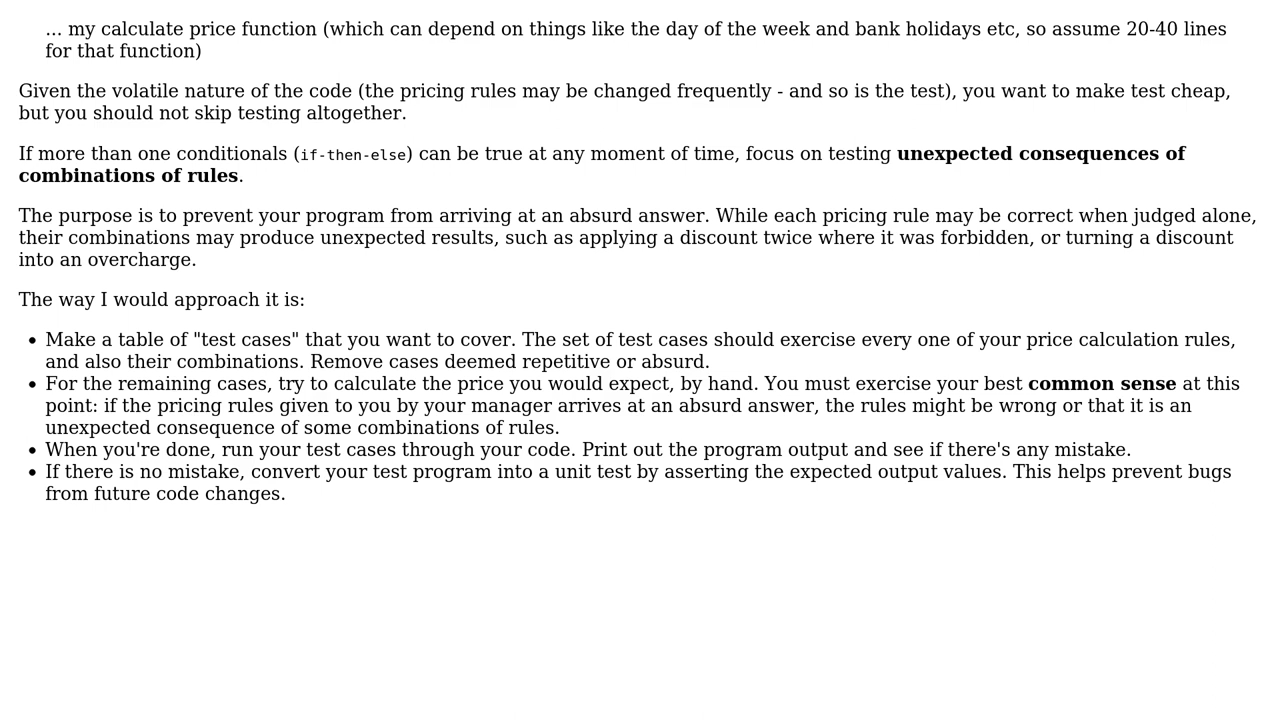 ... my calculate price function (which can depend on things like the day of the week and bank holidays etc, so assume 20-40 lines
for that function)
Given the volatile nature of the code (the pricing rules may be changed frequently - and so is the test), you want to make test cheap,
but you should not skip testing altogether.
If more than one conditionals (if-then-else) can be true at any moment of time, focus on testing unexpected consequences of
combinations of rules.
The purpose is to prevent your program from arriving at an absurd answer. While each pricing rule may be correct when judged alone,
their combinations may produce unexpected results, such as applying a discount twice where it was forbidden, or turning a discount
into an overcharge.
The way I would approach it is:
• Make a table of "test cases" that you want to cover. The set of test cases should exercise every one of your price calculation rules,
and also their combinations. Remove cases deemed repetitive or absurd.
• For the remaining cases, try to calculate the price you would expect, by hand. You must exercise your best common sense at this
point: if the pricing rules given to you by your manager arrives at an absurd answer, the rules might be wrong or that it is an
unexpected consequence of some combinations of rules.
• When you're done, run your test cases through your code. Print out the program output and see if there's any mistake.
• If there is no mistake, convert your test program into a unit test by asserting the expected output values. This helps prevent bugs
from future code changes.